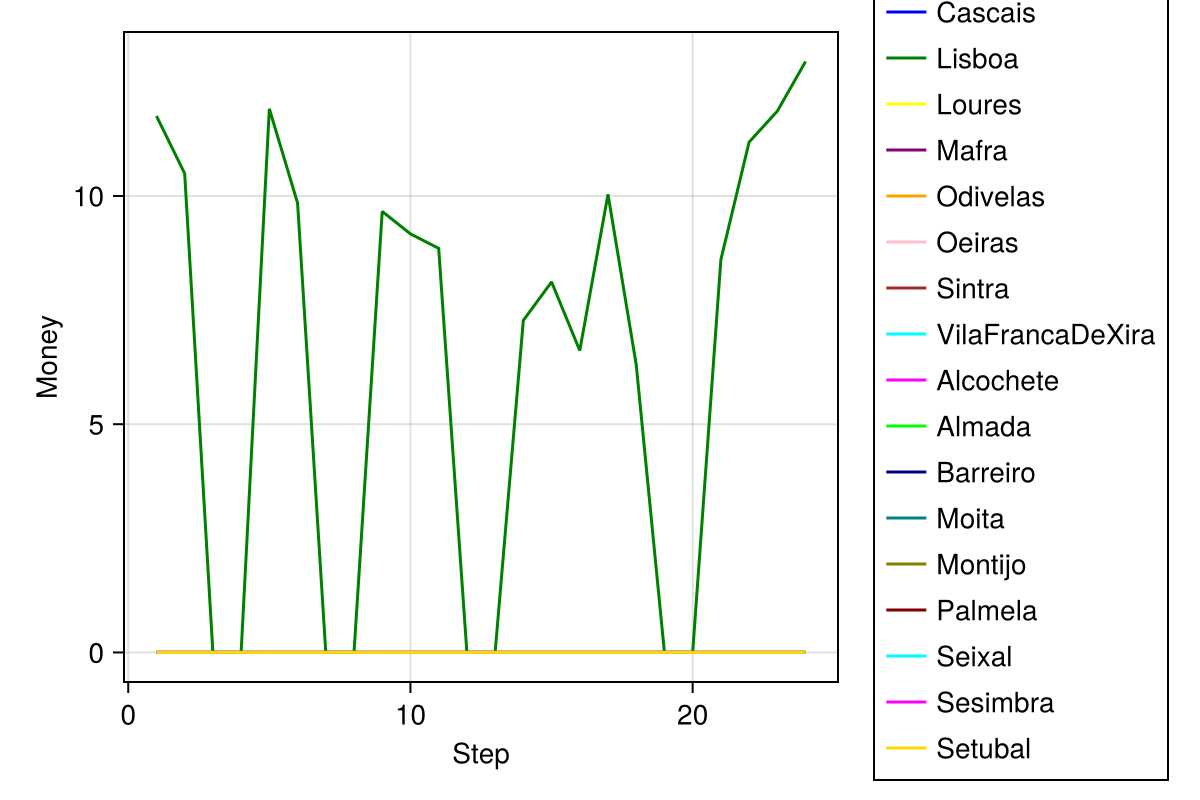 10
5
0
Money
0
10
20
Step
Cascais
Lisboa
Loures
Mafra
Odivelas
Oeiras
Sintra
VilaFrancaDeXira
Alcochete
Almada
Barreiro
Moita
Montijo
Palmela
Seixal
Sesimbra
Setubal